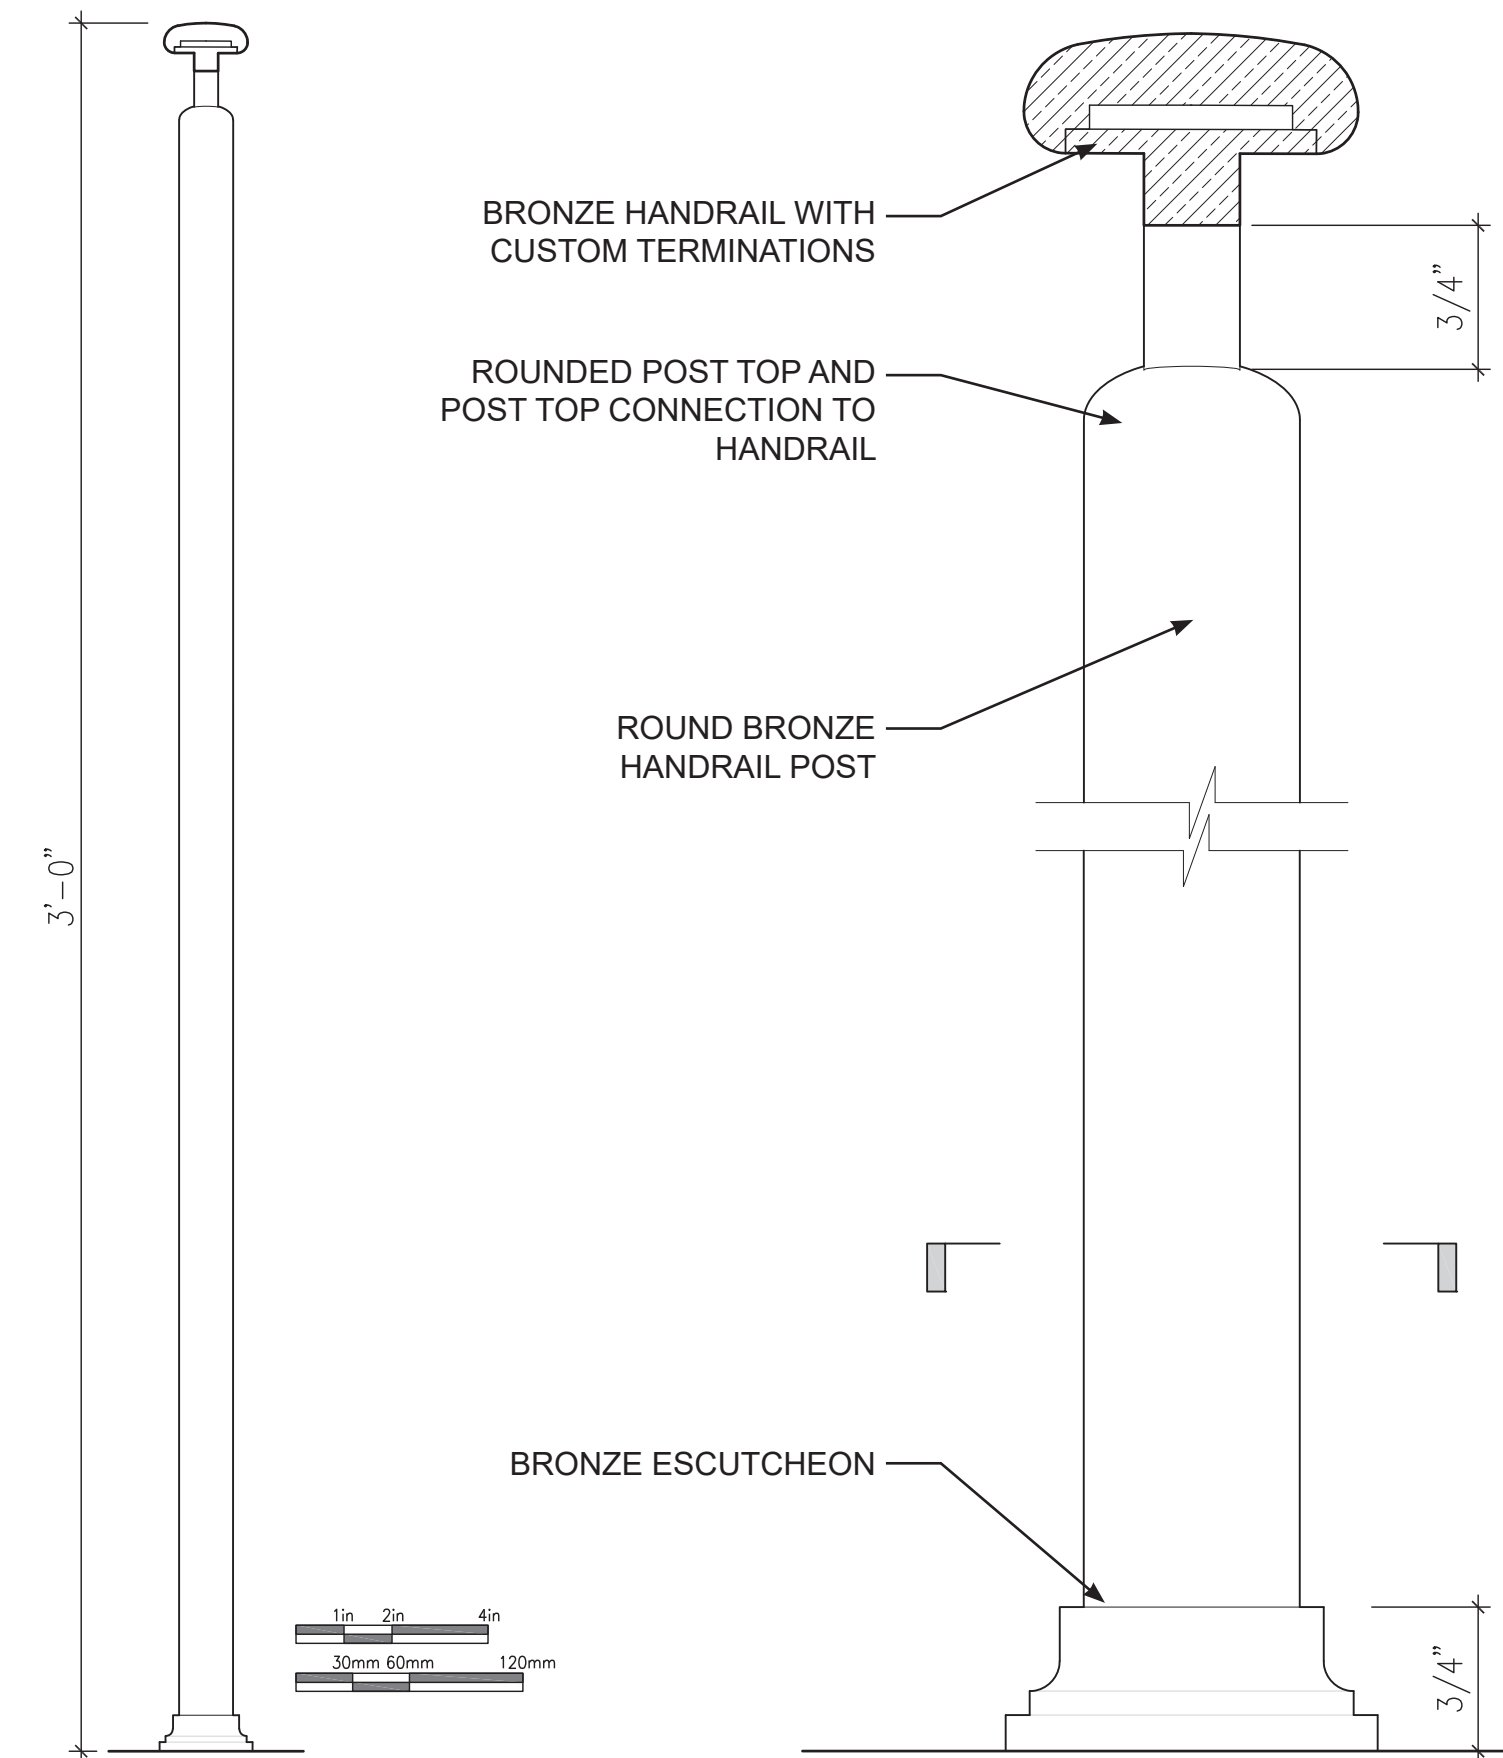 BRONZE HANDRAIL WITH
CUSTOM TERMINATIONS
3/4”
ROUNDED POST TOP AND
POST TOP CONNECTION TO
HANDRAIL
ROUND BRONZE
HANDRAIL POST
3’–0”
BRONZE ESCUTCHEON
1in 2in 4in
30mm 60mm 120mm
3/4”